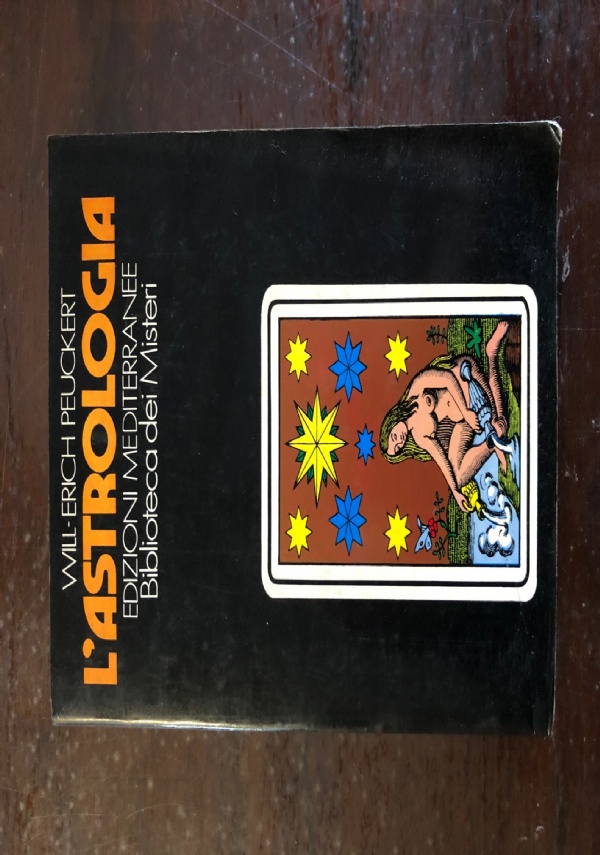 WILL-ERICH PEUCKERT
L'ASTROLOGIA
EDIZIONI MEDITERRANEE
Biblioteca dei Misteri